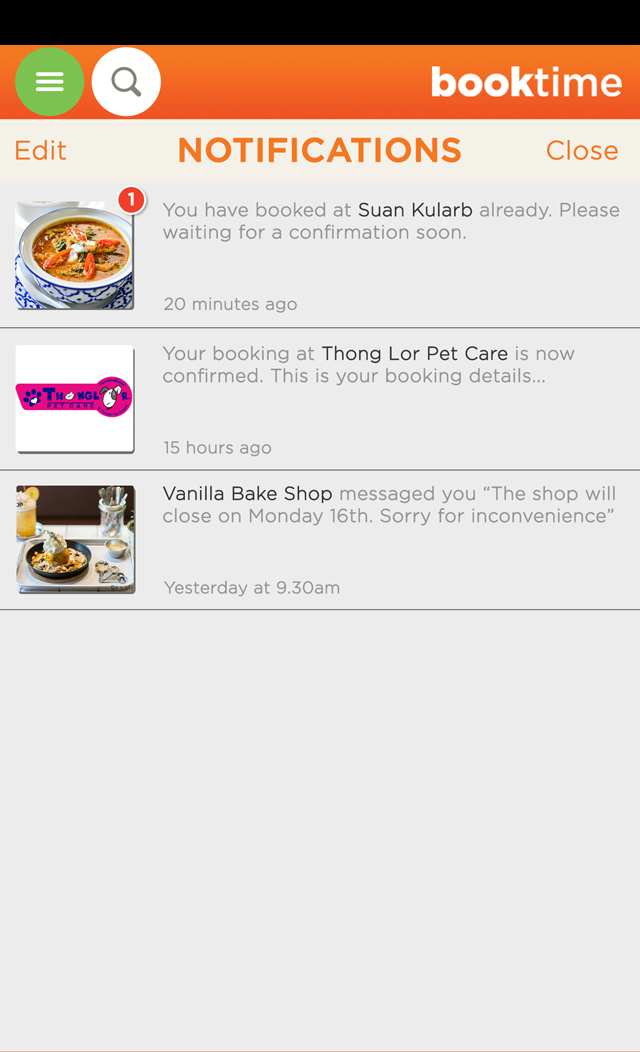 booktime
Edit
NOTIFICATIONS
Close
1
You have booked at Suan Kularb already. Please
waiting for a confirmation soon.
20 minutes ago
THONGLOR
PET CARE
Your booking at Thong Lor Pet Care is now
confirmed. This is your booking details...
15 hours ago
Vanilla Bake Shop messaged you “The shop will
close on Monday 16th. Sorry for inconvenience”
Yesterday at 9.30am